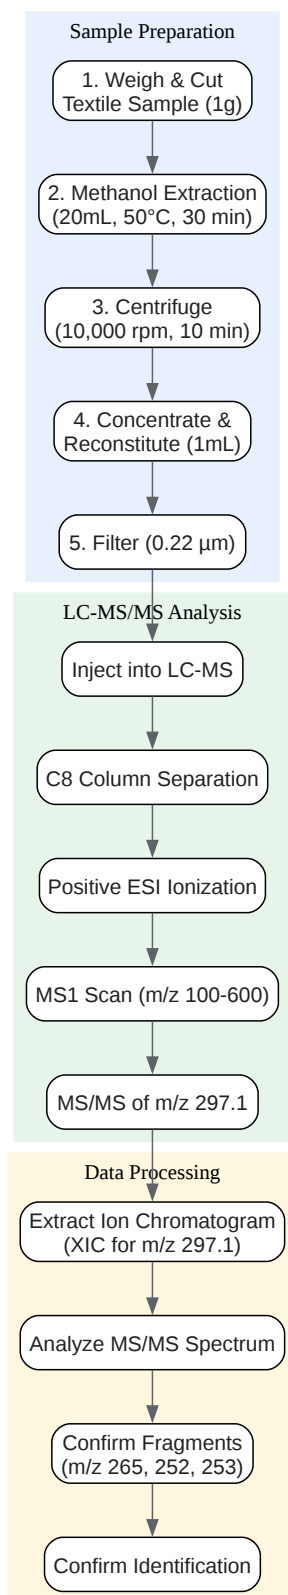 Sample Preparation
1. Weigh & Cut
Textile Sample (1g)
2. Methanol Extraction
(20mL, 50°C, 30 min)
3. Centrifuge
(10,000 rpm, 10 min)
4. Concentrate &
Reconstitute (1mL)
5. Filter (0.22 µm)
LC-MS/MS Analysis
Inject into LC-MS
C8 Column Separation
Positive ESI Ionization
MS1 Scan (m/z 100-600)
MS/MS of m/z 297.1
Data Processing
Extract Ion Chromatogram
(XIC for m/z 297.1)
Analyze MS/MS Spectrum
Confirm Fragments
(m/z 265, 252, 253)
Confirm Identification